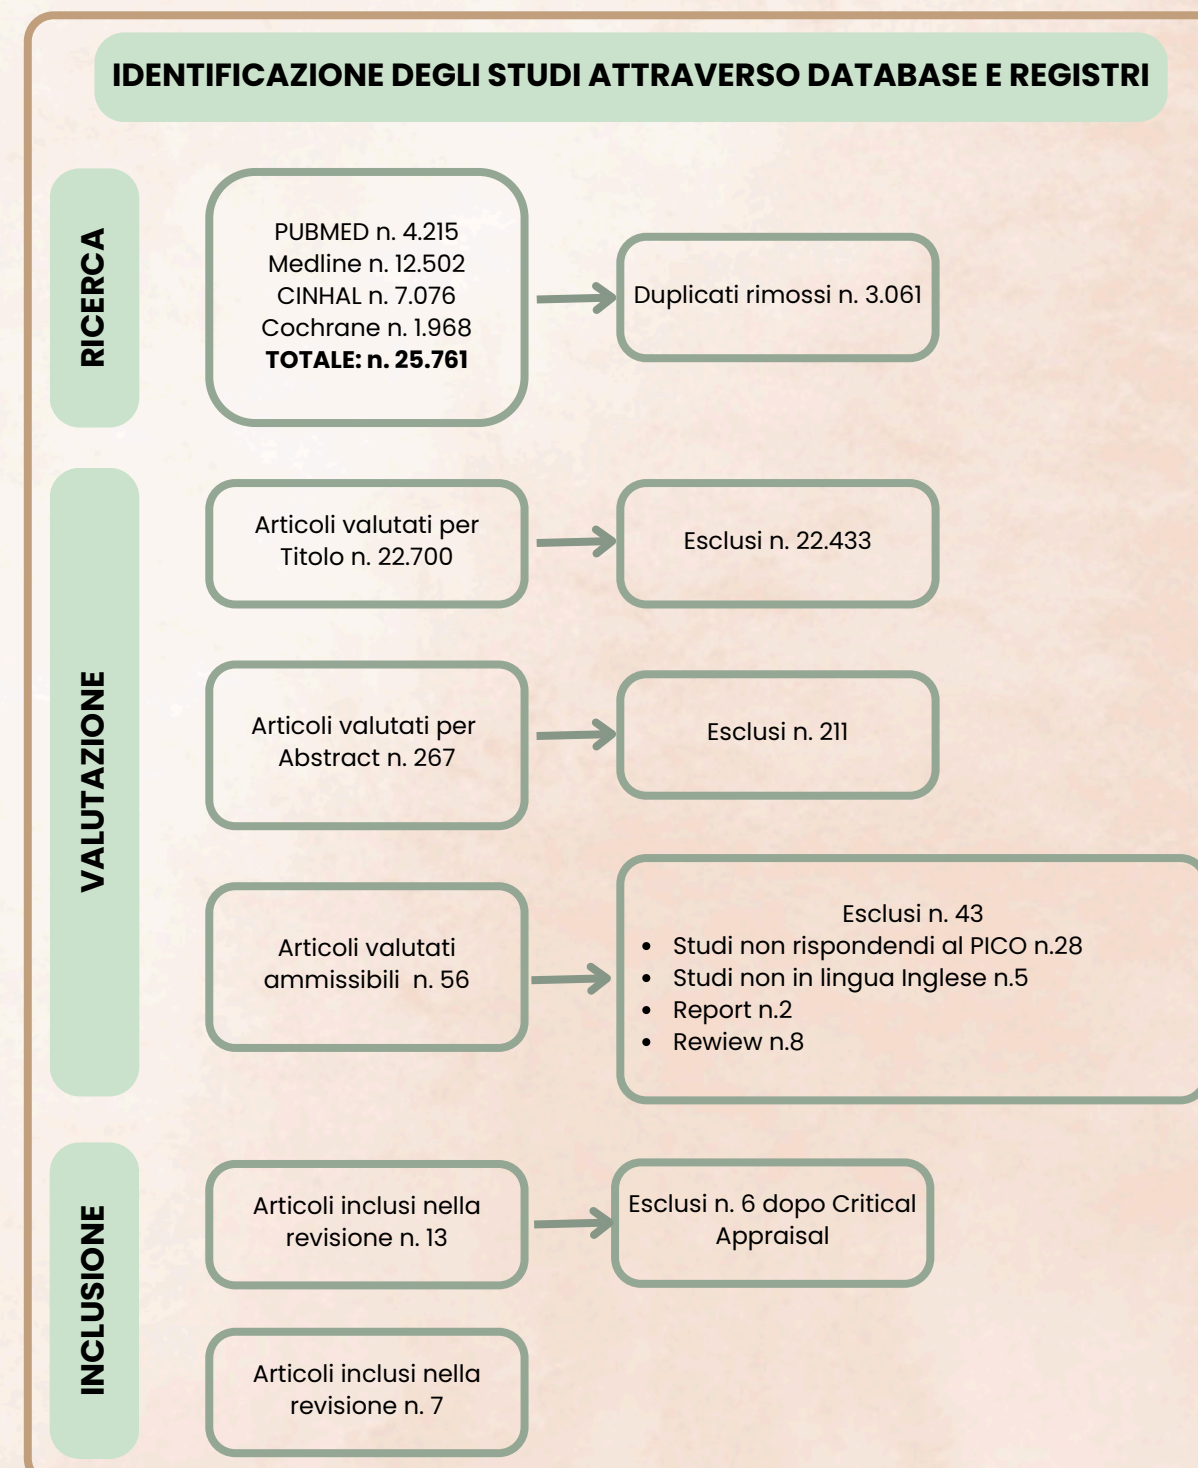 IDENTIFICAZIONE DEGLI STUDI ATTRAVERSO DATABASE E REGISTRI
RICERCA
PUBMED n. 4.215
Medline n. 12.502
CINHAL n. 7.076
Cochrane n. 1.968
TOTALE: n. 25.761
Duplicati rimossi n. 3.061
VALUTAZIONE
Articoli valutati per
Titolo n. 22.700
Esclusi n. 22.433
Articoli valutati per
Abstract n. 267
Esclusi n. 211
Articoli valutati
ammissibili n. 56
Esclusi n. 43
• Studi non rispondendi al PICO n.28
• Studi non in lingua Inglese n.5
• Report n.2
• Rewiew n.8
INCLUSIONE
Articoli inclusi nella
revisione n. 13
Esclusi n. 6 dopo Critical
Appraisal
Articoli inclusi nella
revisione n. 7